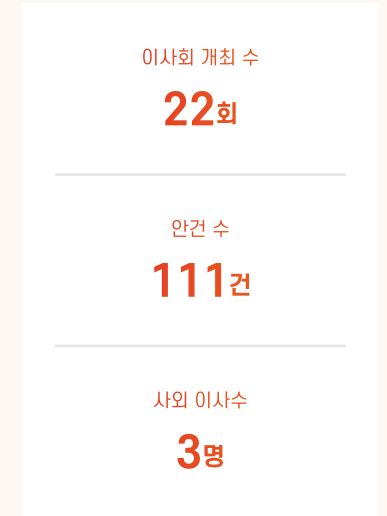 이사회 개최 수
22회
안건 수
111건
사외 이사수
3명